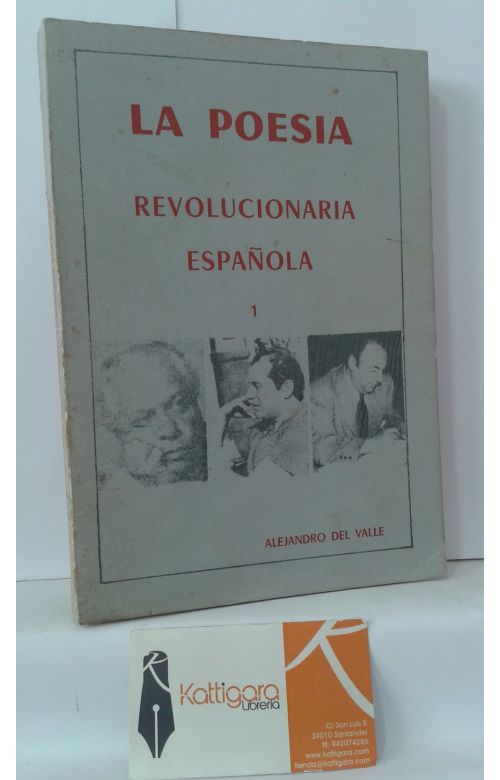 LA POESIA
REVOLUCIONARIA
ESPAÑOLA
1
ALEJANDRO DEL VALLE
Kattigara
Librería
C/ San Luis 5
39010 Santander
tlf: 942074286
www.kattigara.com
tienda@kattigara.com